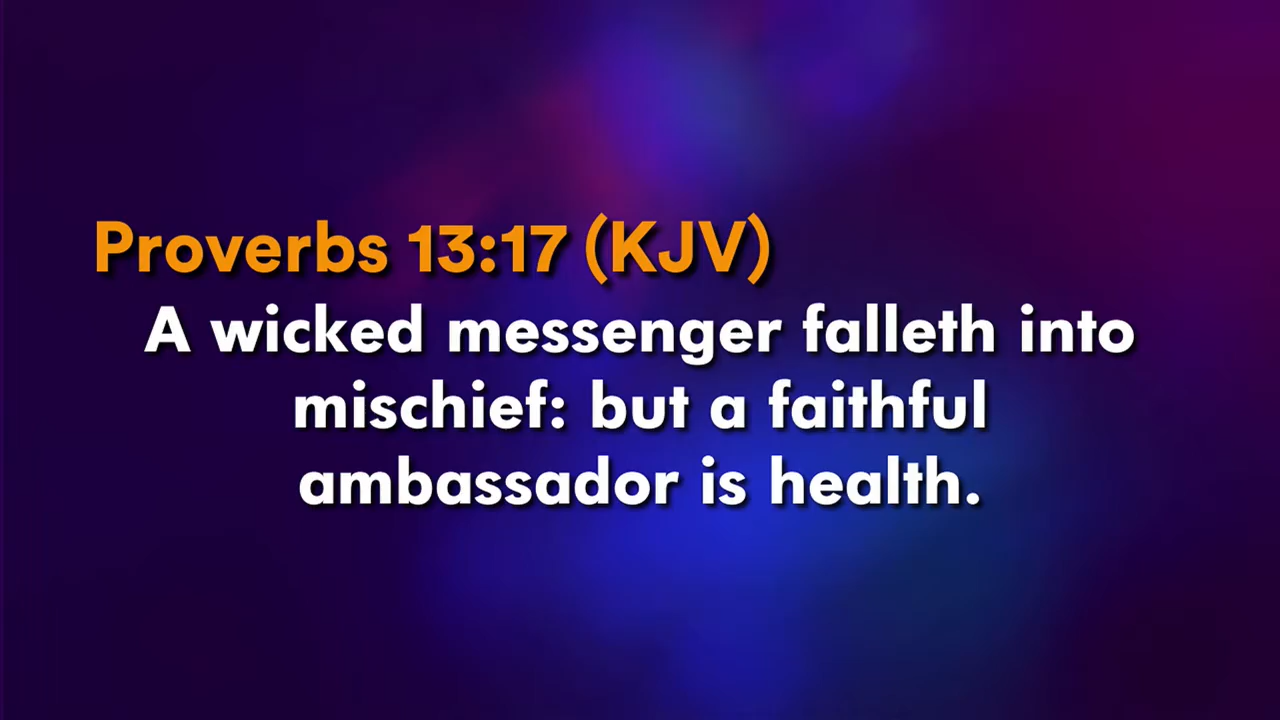 Proverbs 13:17 (KJV)
A wicked messenger falleth into
mischief: but a faithful
ambassador is health.